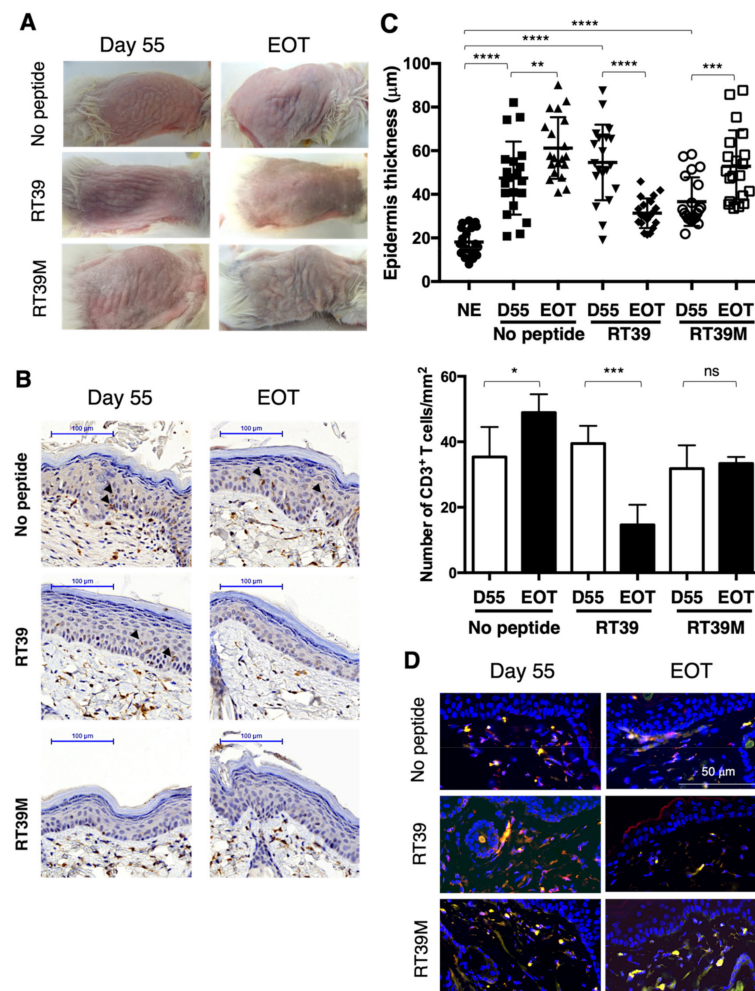 A
Day 55
EOT
No peptide
RT39
RT39M
B
Day 55
EOT
No peptide
100 µm
100 µm
RT39
100 µm
100 µm
RT39M
100 µm
100 µm
C
****
****
****
****
**
****
***
Epidermis thickness (µm)
100
80
60
40
20
0
NE
D55
EOT
D55
EOT
D55
EOT
No peptide
RT39
RT39M
*
***
ns
Number of CD3⁺ T cells/mm²
60
40
20
0
D55
EOT
D55
EOT
D55
EOT
No peptide
RT39
RT39M
D
Day 55
EOT
No peptide
50 µm
RT39
RT39M